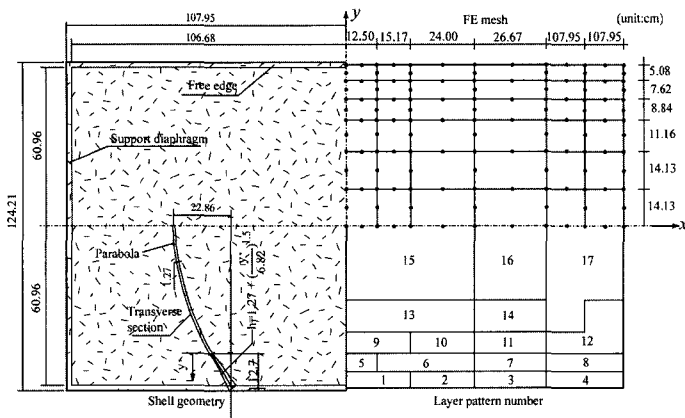 107.95
106.68
y
FE mesh
(unit:cm)
12.50 15.17 24.00 26.67 107.95 107.95
5.08
7.62
8.84
11.16
14.13
14.13
x
Free edge
Support diaphragm
60.96
124.21
60.96
22.86
Parabola
1.27
Transverse section
y'
12.7
15 16 17
13 14
9 10 11 12
5 6 7 8
1 2 3 4
Shell geometry
Layer pattern number